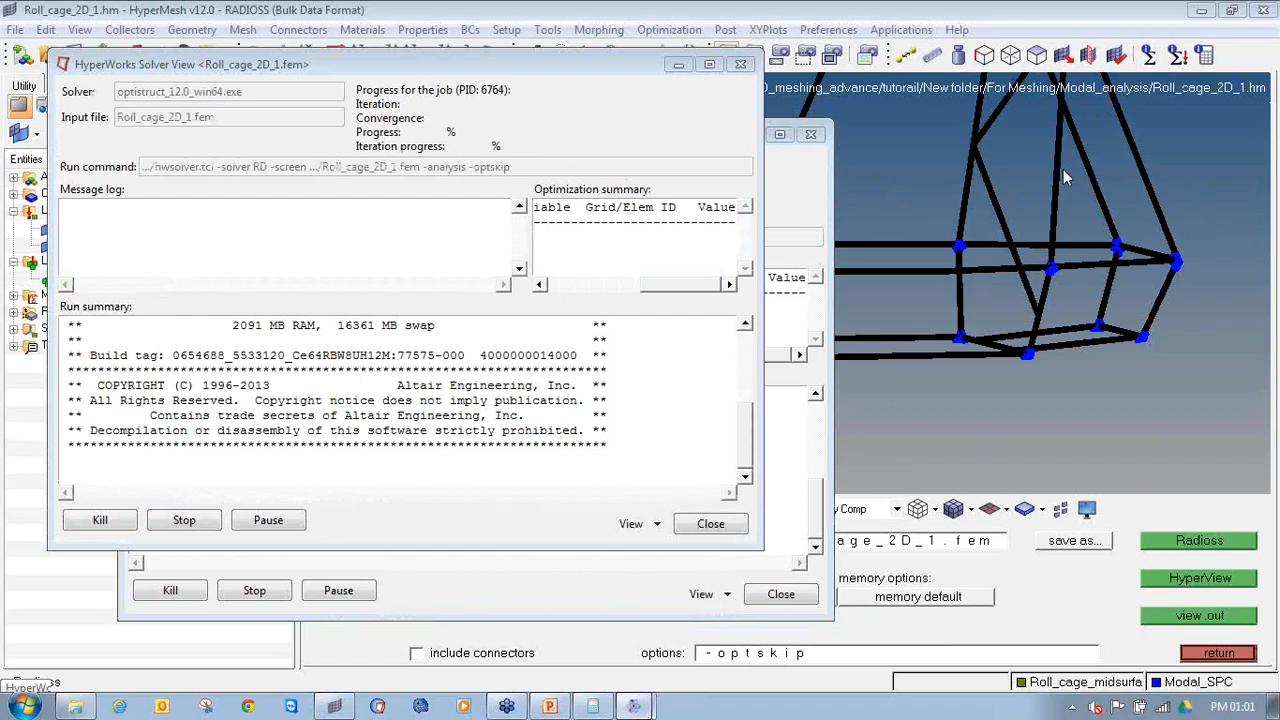 Roll_cage_2D_1.hm - HyperMesh v12.0 - RADIOSS (Bulk Data Format)
File Edit View Collectors Geometry Mesh Connectors Materials Properties BCs Setup Tools Morphing Optimization Post XYPlots Preferences Applications Help
HyperWorks Solver View <Roll_cage_2D_1.fem>
Solver: optistruct_12.0_win64.exe
Input file: Roll_cage_2D_1.fem
Progress for the job (PID: 6764):
Iteration:
Convergence:
Progress: %
Iteration progress: %
Run command: .../hwsolver.tcl -solver RD -screen .../Roll_cage_2D_1.fem -analysis -optskip
Message log:
Optimization summary:
iable Grid/Elem ID Value
Run summary:
** 2091 MB RAM, 16361 MB swap **
** **
** Build tag: 0654688_5533120_Ce64RBW8UH12M:77575-000 4000000014000 **
******************************************************************************
** COPYRIGHT (C) 1996-2013 Altair Engineering, Inc. **
** All Rights Reserved. Copyright notice does not imply publication. **
** Contains trade secrets of Altair Engineering, Inc. **
** Decompilation or disassembly of this software strictly prohibited. **
******************************************************************************
Kill Stop Pause View Close
Kill Stop Pause View Close
Value
Utility
Entities
D_meshing_advance/tutorail/New folder/For Meshing/Modal_analysis/Roll_cage_2D_1.hm
y Comp
age_2D_1.fem save as... Radioss
memory options: HyperView
memory default view .out
include connectors options: -optskip return
Roll_cage_midsurfa Modal_SPC
HyperWo
PM 01:01